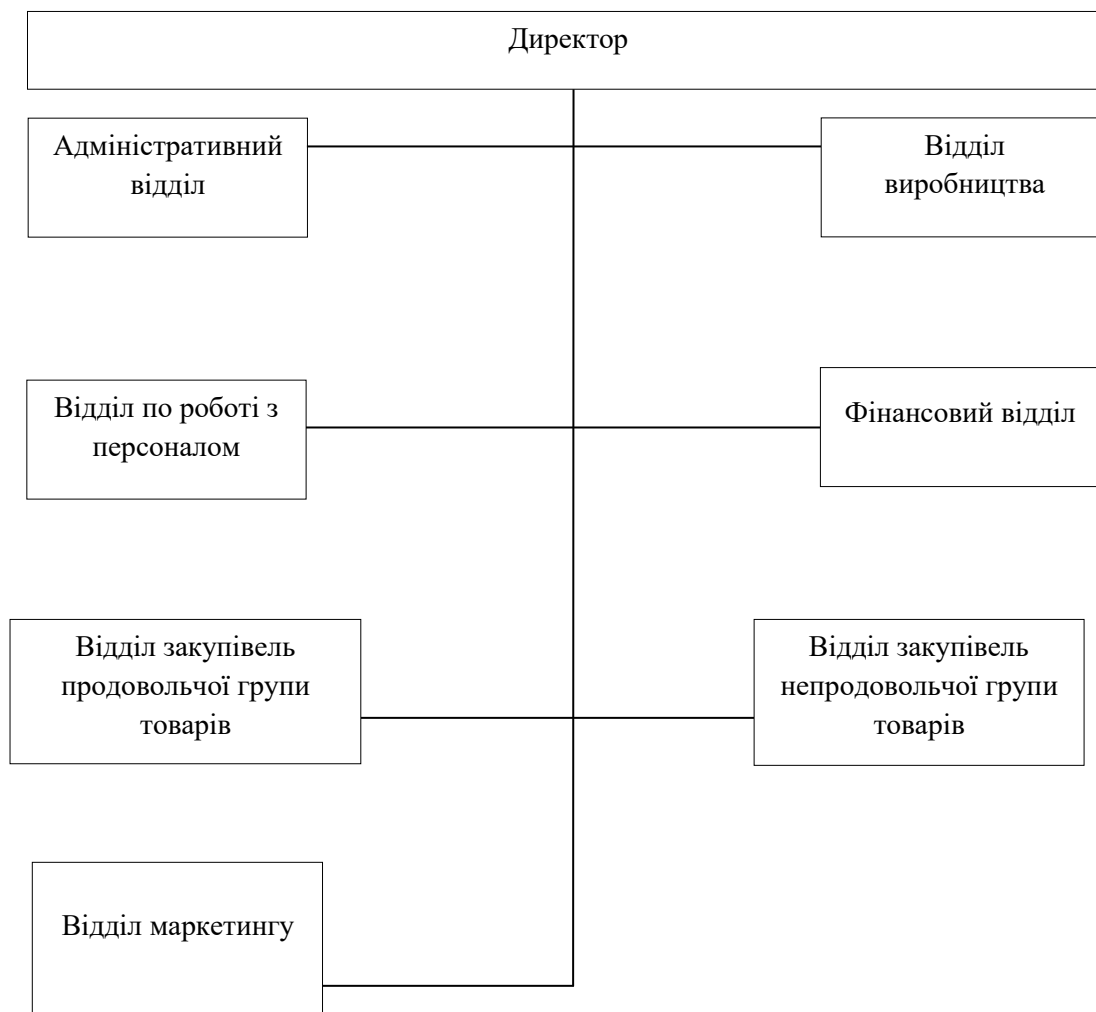 Директор
Адміністративний
відділ
Відділ
виробництва
Відділ по роботі з
персоналом
Фінансовий відділ
Відділ закупівель
продовольчої групи
товарів
Відділ закупівель
непродовольчої групи
товарів
Відділ маркетингу